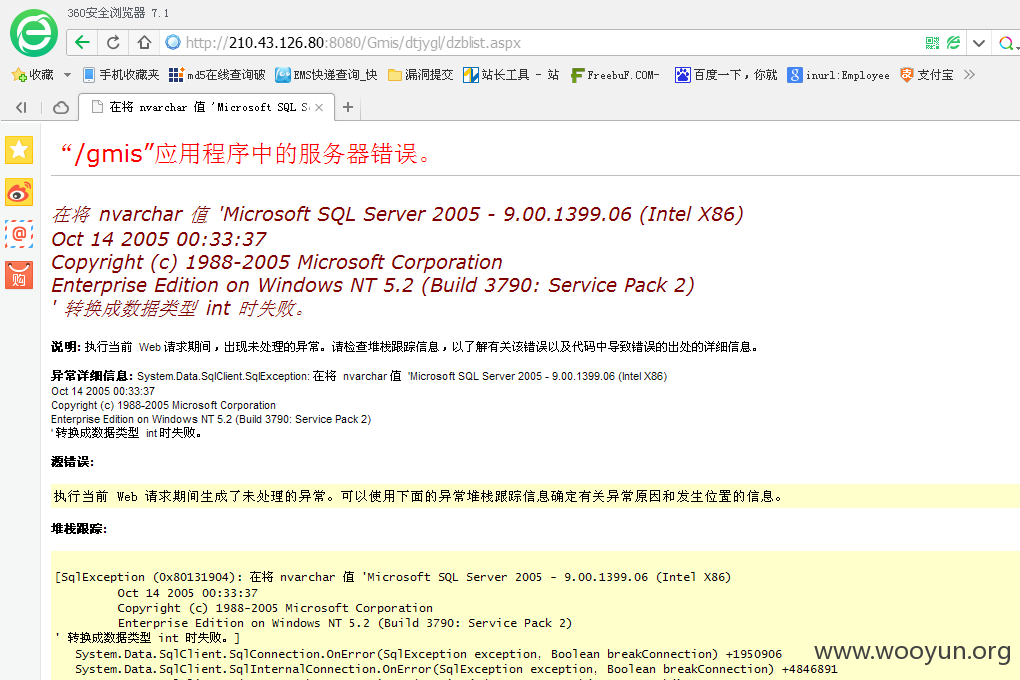 360安全浏览器 7.1
http://210.43.126.80:8080/Gmis/dtjygl/dzblist.aspx
收藏 手机收藏夹 md5在线查询破 EMS快递查询_快 漏洞提交 站长工具 - 站 FreebuF.COM- 百度一下，你就 inurl:Employee 支付宝
在将 nvarchar 值 'Microsoft SQL S
“/gmis”应用程序中的服务器错误。
在将 nvarchar 值 'Microsoft SQL Server 2005 - 9.00.1399.06 (Intel X86)
Oct 14 2005 00:33:37
Copyright (c) 1988-2005 Microsoft Corporation
Enterprise Edition on Windows NT 5.2 (Build 3790: Service Pack 2)
' 转换成数据类型 int 时失败。
说明: 执行当前 Web 请求期间，出现未处理的异常。请检查堆栈跟踪信息，以了解有关该错误以及代码中导致错误的出处的详细信息。
异常详细信息: System.Data.SqlClient.SqlException: 在将 nvarchar 值 'Microsoft SQL Server 2005 - 9.00.1399.06 (Intel X86)
Oct 14 2005 00:33:37
Copyright (c) 1988-2005 Microsoft Corporation
Enterprise Edition on Windows NT 5.2 (Build 3790: Service Pack 2)
' 转换成数据类型 int 时失败。
源错误:
执行当前 Web 请求期间生成了未处理的异常。可以使用下面的异常堆栈跟踪信息确定有关异常原因和发生位置的信息。
堆栈跟踪:
[SqlException (0x80131904): 在将 nvarchar 值 'Microsoft SQL Server 2005 - 9.00.1399.06 (Intel X86)
Oct 14 2005 00:33:37
Copyright (c) 1988-2005 Microsoft Corporation
Enterprise Edition on Windows NT 5.2 (Build 3790: Service Pack 2)
' 转换成数据类型 int 时失败。]
System.Data.SqlClient.SqlConnection.OnError(SqlException exception, Boolean breakConnection) +1950906
System.Data.SqlClient.SqlInternalConnection.OnError(SqlException exception, Boolean breakConnection) +4846891
购
www.wooyun.org